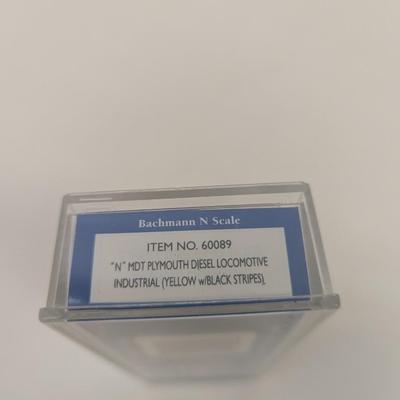 Bachmann N Scale
ITEM NO. 60089
"N" MDT PLYMOUTH DIESEL LOCOMOTIVE
INDUSTRIAL (YELLOW w/BLACK STRIPES)